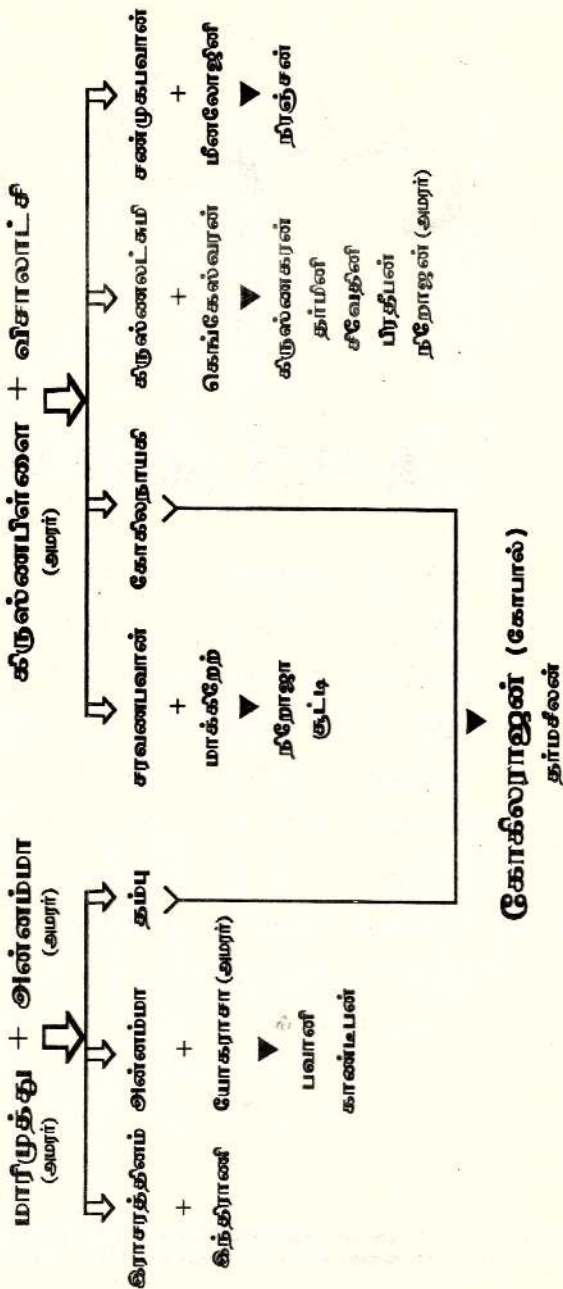 மாரிமுத்து + அன்னம்மா கிருஸ்ணபிள்ளை + விசாலாட்சி
(அமரர்) (அமரர்) (அமரர்)
இராசரத்தினம் அன்னம்மா தம்பு சரவணபவான் கோகிலநாயகி கிருஸ்ணலட்சுமி சண்முகபவான்
+ + + + +
இந்திராணி யோகராசா (அமரர்) மாக்கிறேற் கெங்கேஸ்வரன் மீனலோஜினி
பவானி நிறோஜா கிருஸ்ணகரன் நிரஞ்சன்
காண்டீபன் சூட்டி தர்மினி
சிவேதினி
பிரதீபன்
நிறோஜன் (அமரர்)
கோகிலராஜன் (கோபால்)
தர்மசீலன்